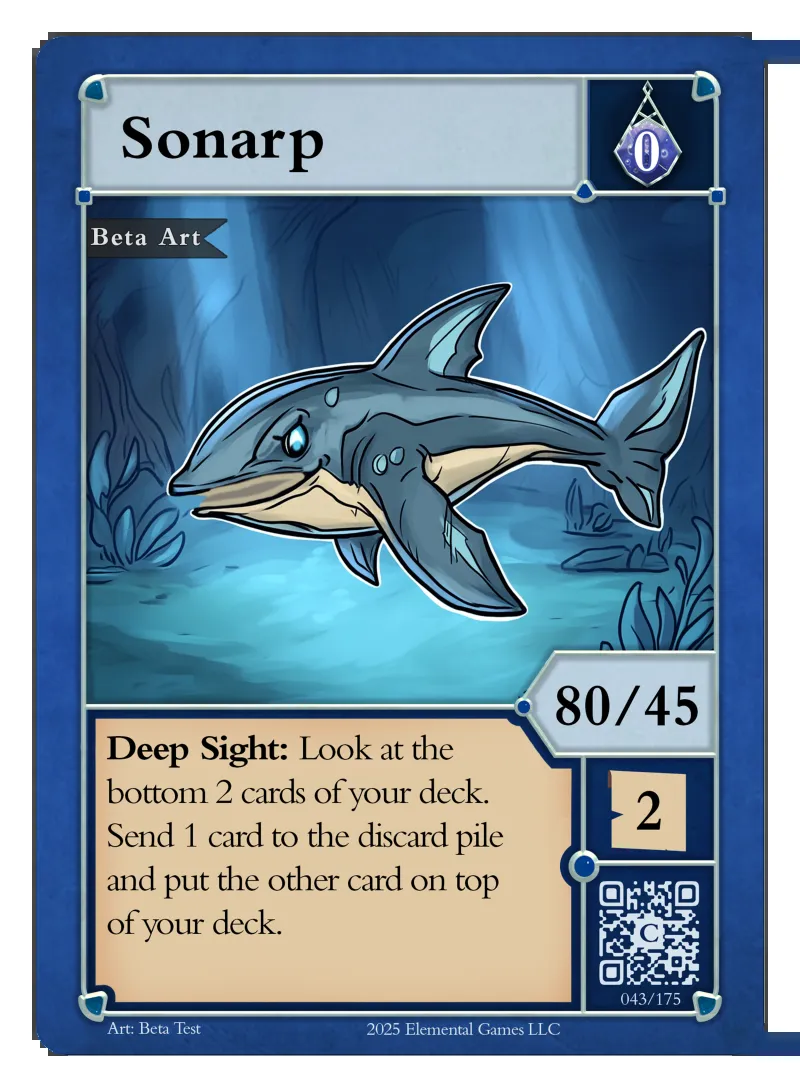 Sonarp
0
Beta Art
80/45
Deep Sight: Look at the
bottom 2 cards of your deck.
Send 1 card to the discard pile
and put the other card on top
of your deck.
2
C
043/175
Art: Beta Test
2025 Elemental Games LLC